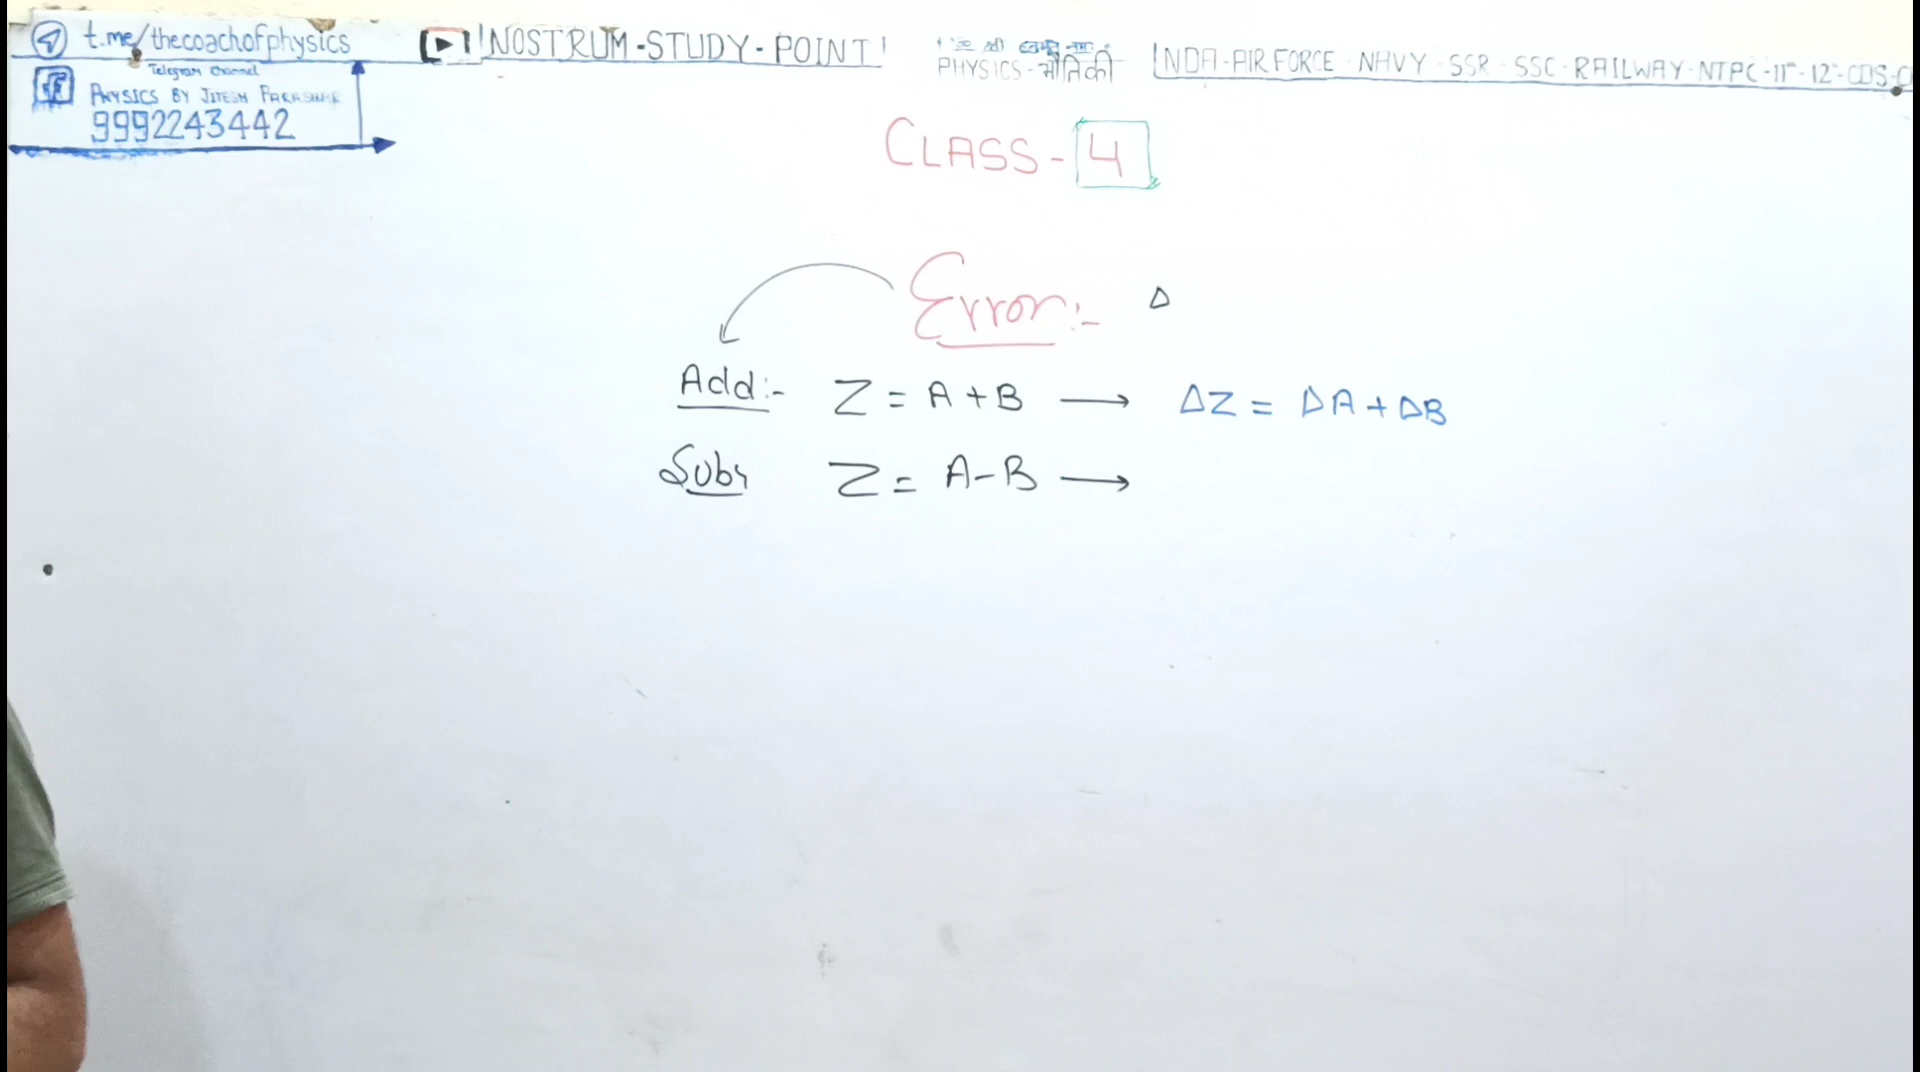 t.me/thecoachofphysics
Telegram channel
PHYSICS BY JITESH PARASHAR
9992243442
NOSTRUM-STUDY-POINT
PHYSICS-भौतिकी
NDA-AIR FORCE-NAVY-SSR-SSC-RAILWAY-NTPC-11th-12th-CDS-
CLASS-4
Error:- Δ
Add:- Z = A + B → ΔZ = ΔA + ΔB
Subs Z = A - B →